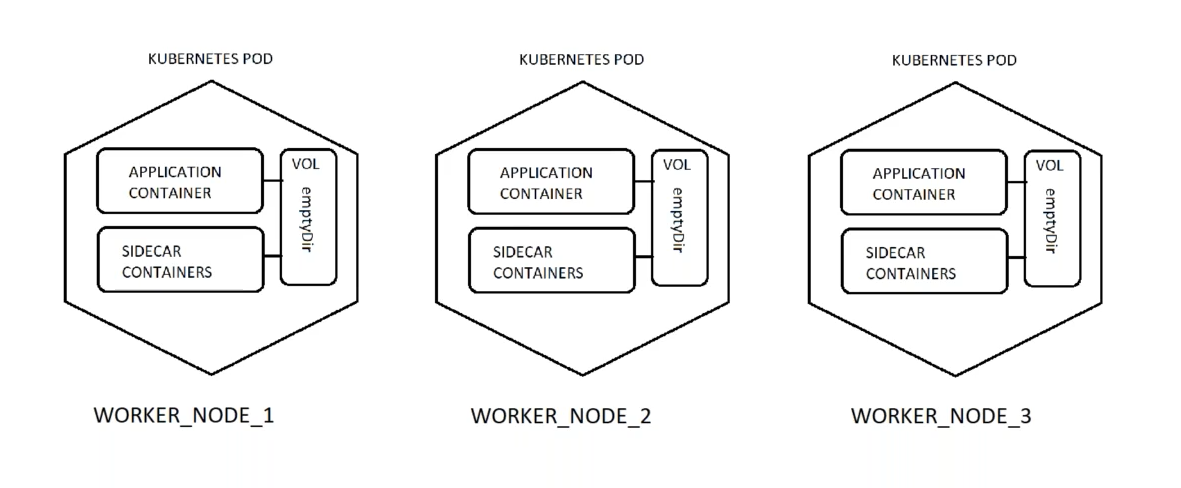 KUBERNETES POD
APPLICATION
CONTAINER
SIDECAR
CONTAINERS
VOL
emptyDir
WORKER_NODE_1
KUBERNETES POD
APPLICATION
CONTAINER
SIDECAR
CONTAINERS
VOL
emptyDir
WORKER_NODE_2
KUBERNETES POD
APPLICATION
CONTAINER
SIDECAR
CONTAINERS
VOL
emptyDir
WORKER_NODE_3